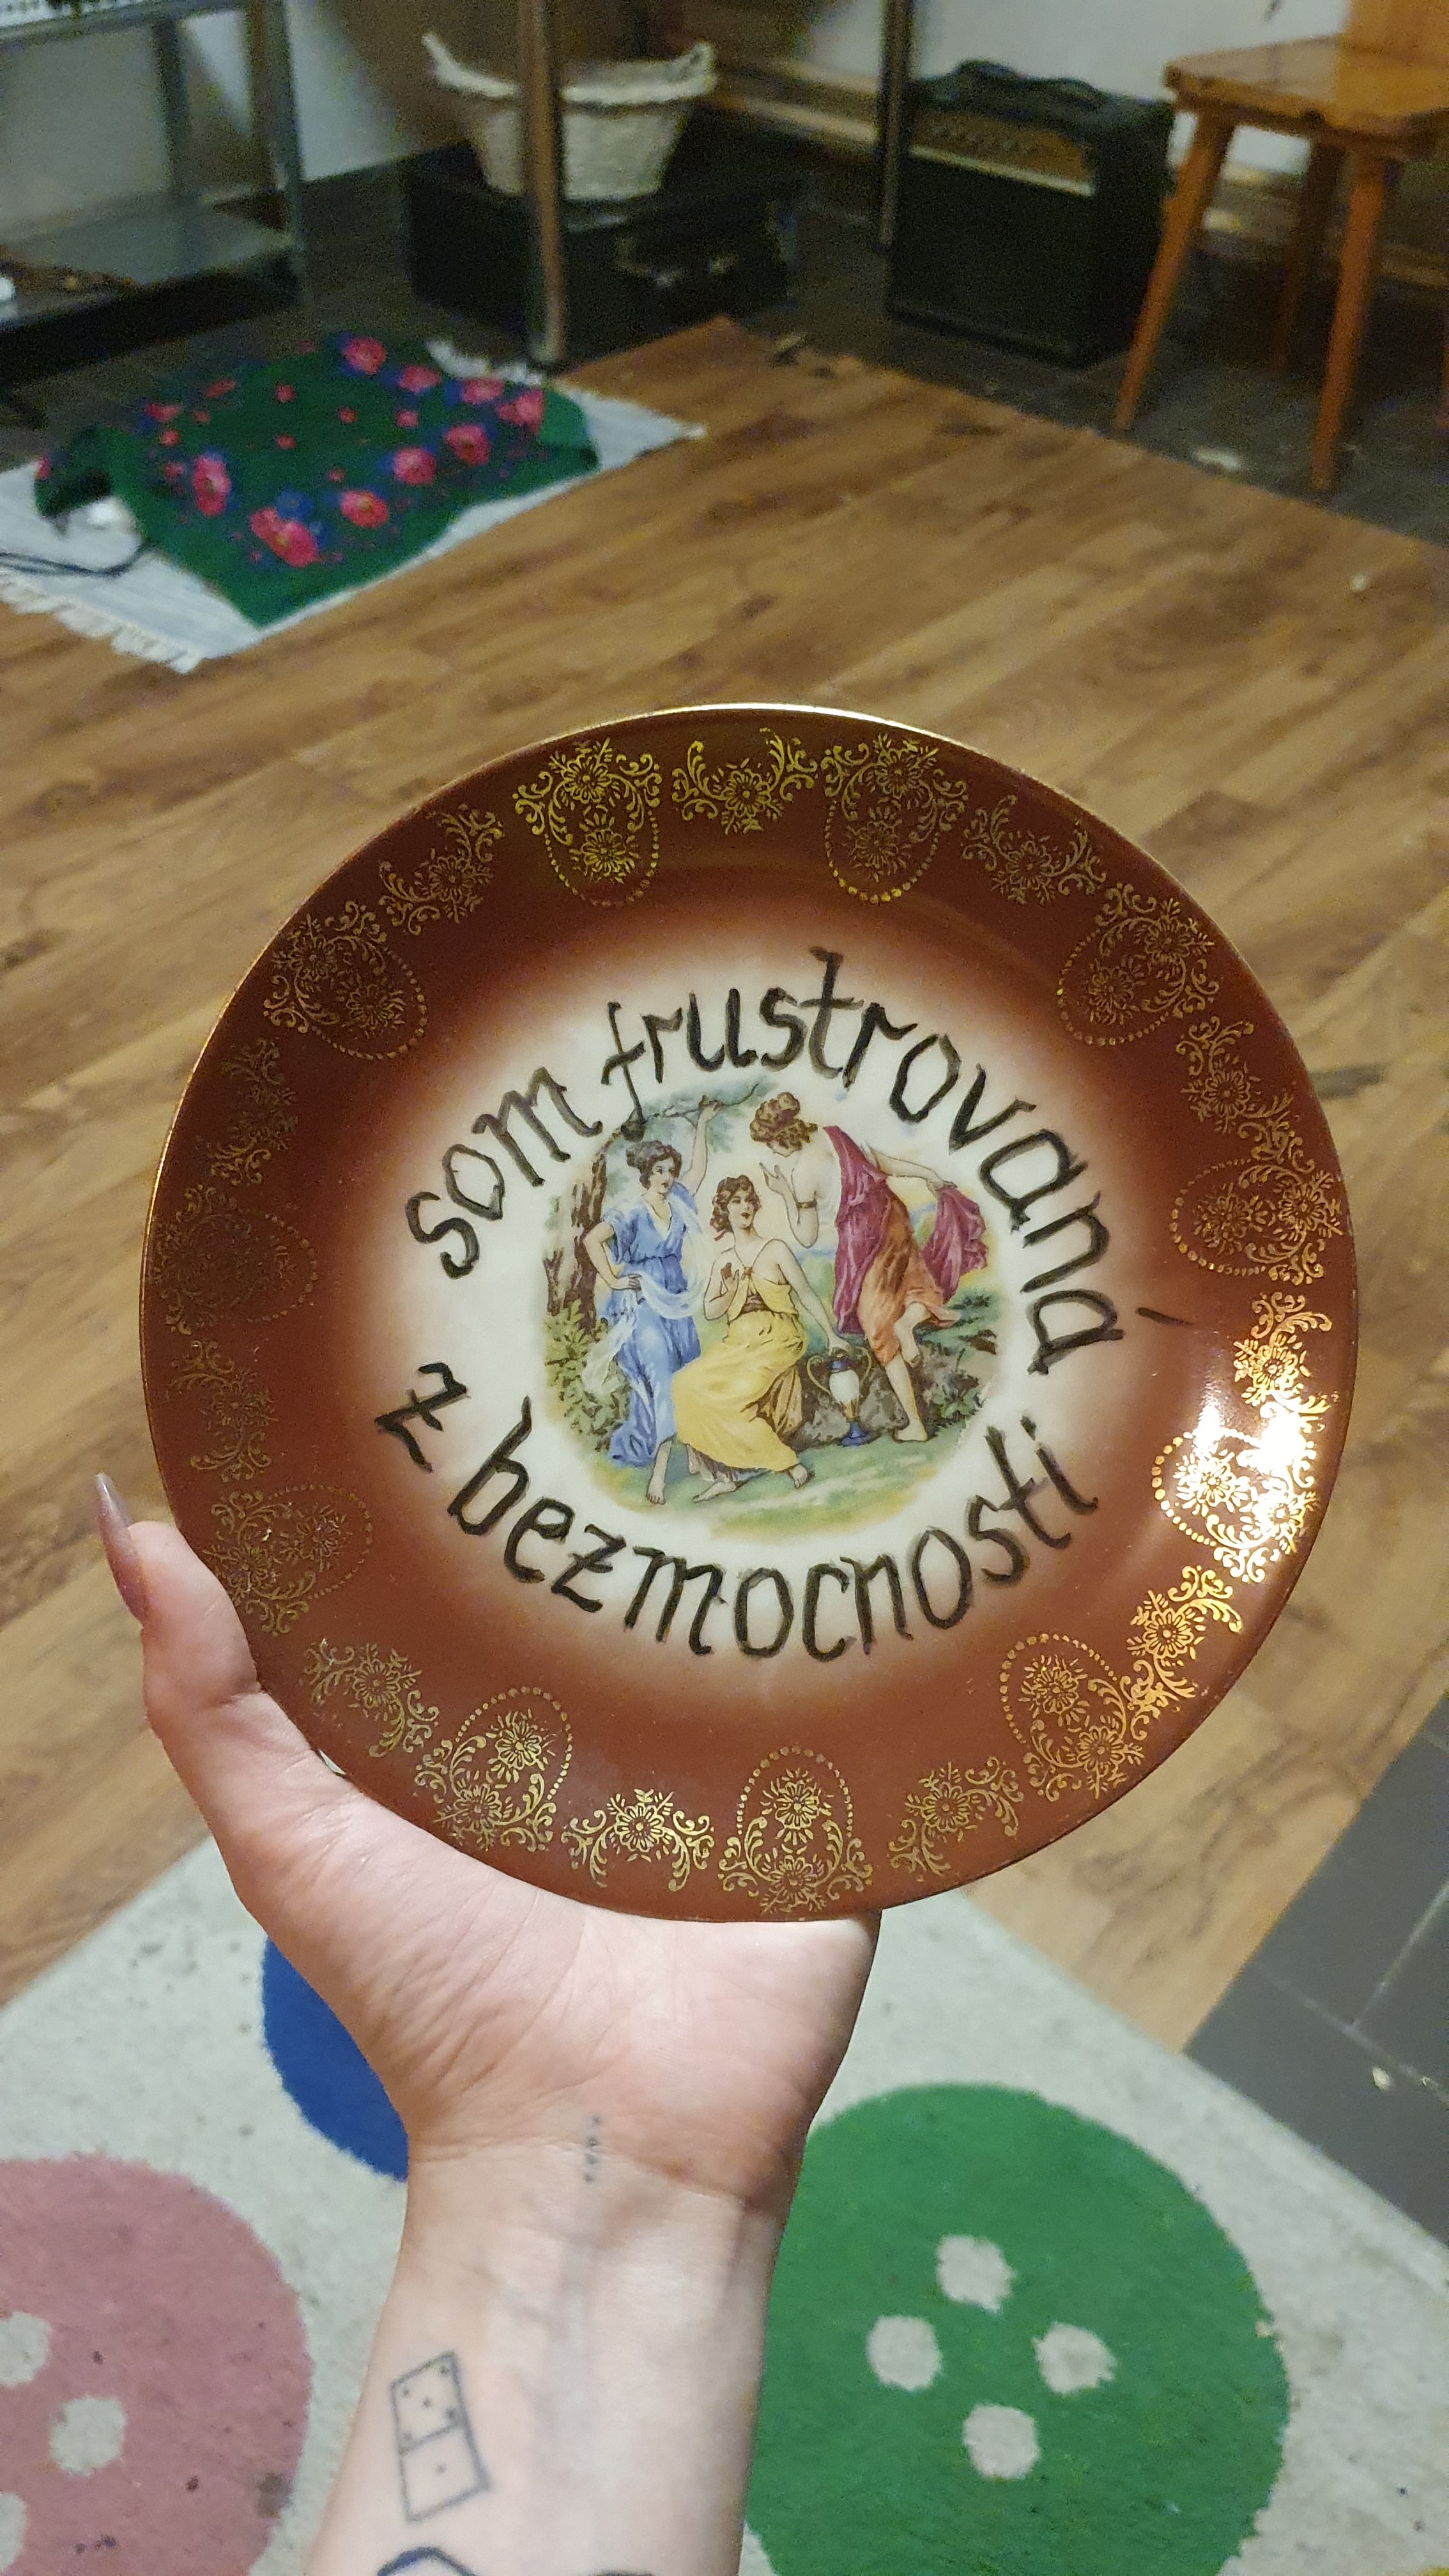 som frustrovaná
z bezmocnosti